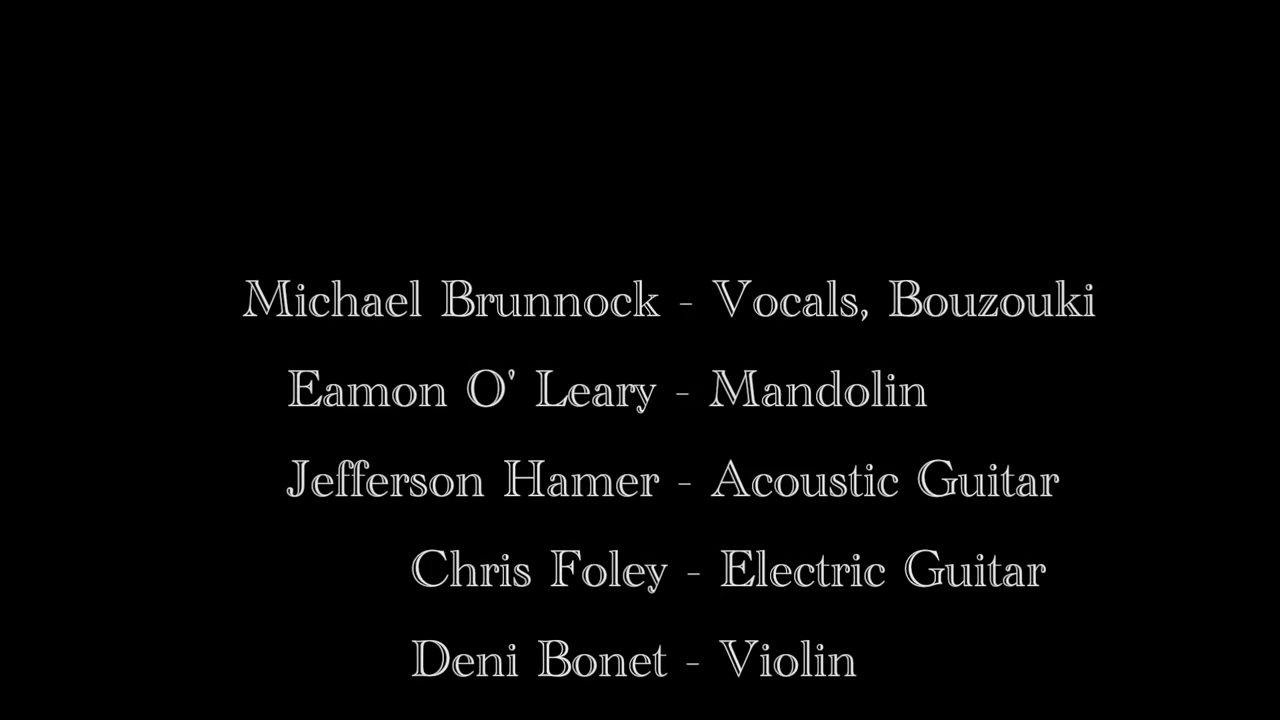 Michael Brunnock - Vocals, Bouzouki
Eamon O' Leary - Mandolin
Jefferson Hamer - Acoustic Guitar
Chris Foley - Electric Guitar
Deni Bonet - Violin